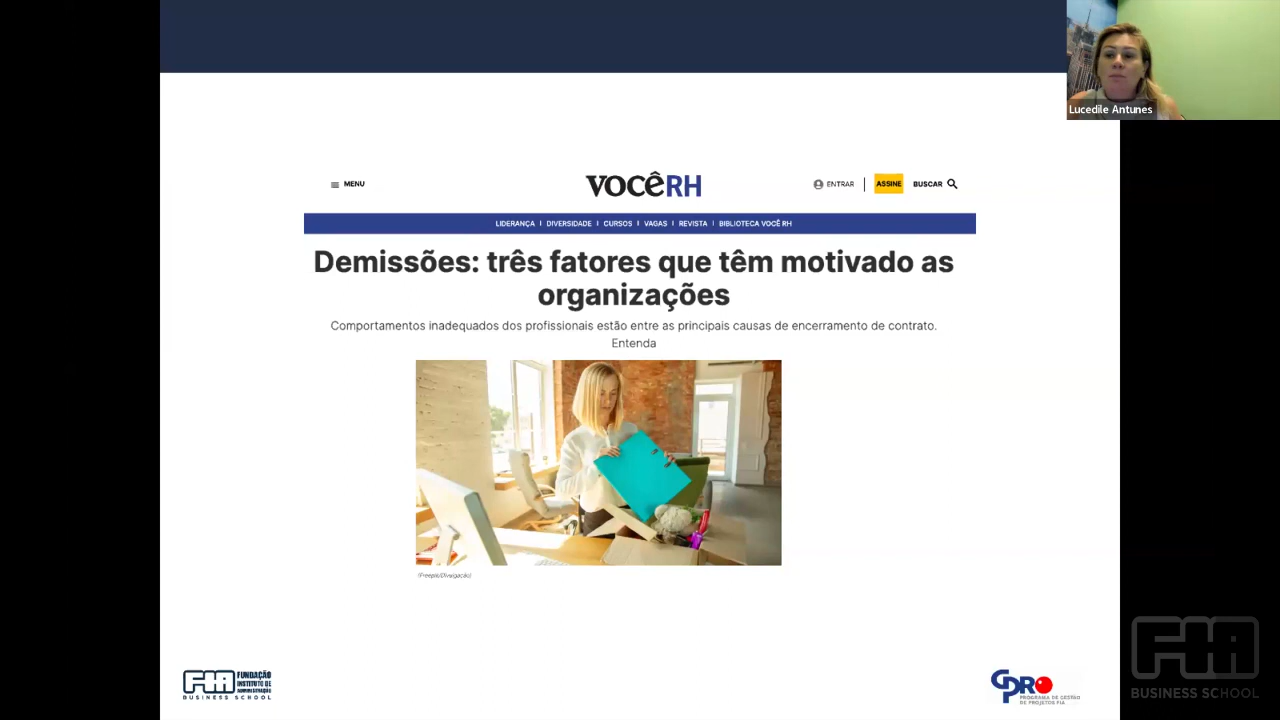 Lucedile Antunes
MENU
VOCÊRH
ENTRAR
ASSINE
BUSCAR
LIDERANÇA | DIVERSIDADE | CURSOS | VAGAS | REVISTA | BIBLIOTECA VOCÊ RH
Demissões: três fatores que têm motivado as
organizações
Comportamentos inadequados dos profissionais estão entre as principais causas de encerramento de contrato.
Entenda
(Freepik/Divulgação)
FIA
FUNDAÇÃO
INSTITUTO DE
ADMINISTRAÇÃO
BUSINESS SCHOOL
GPRO
PROGRAMA DE GESTÃO
DE PROJETOS FIA
FIA
BUSINESS SCHOOL